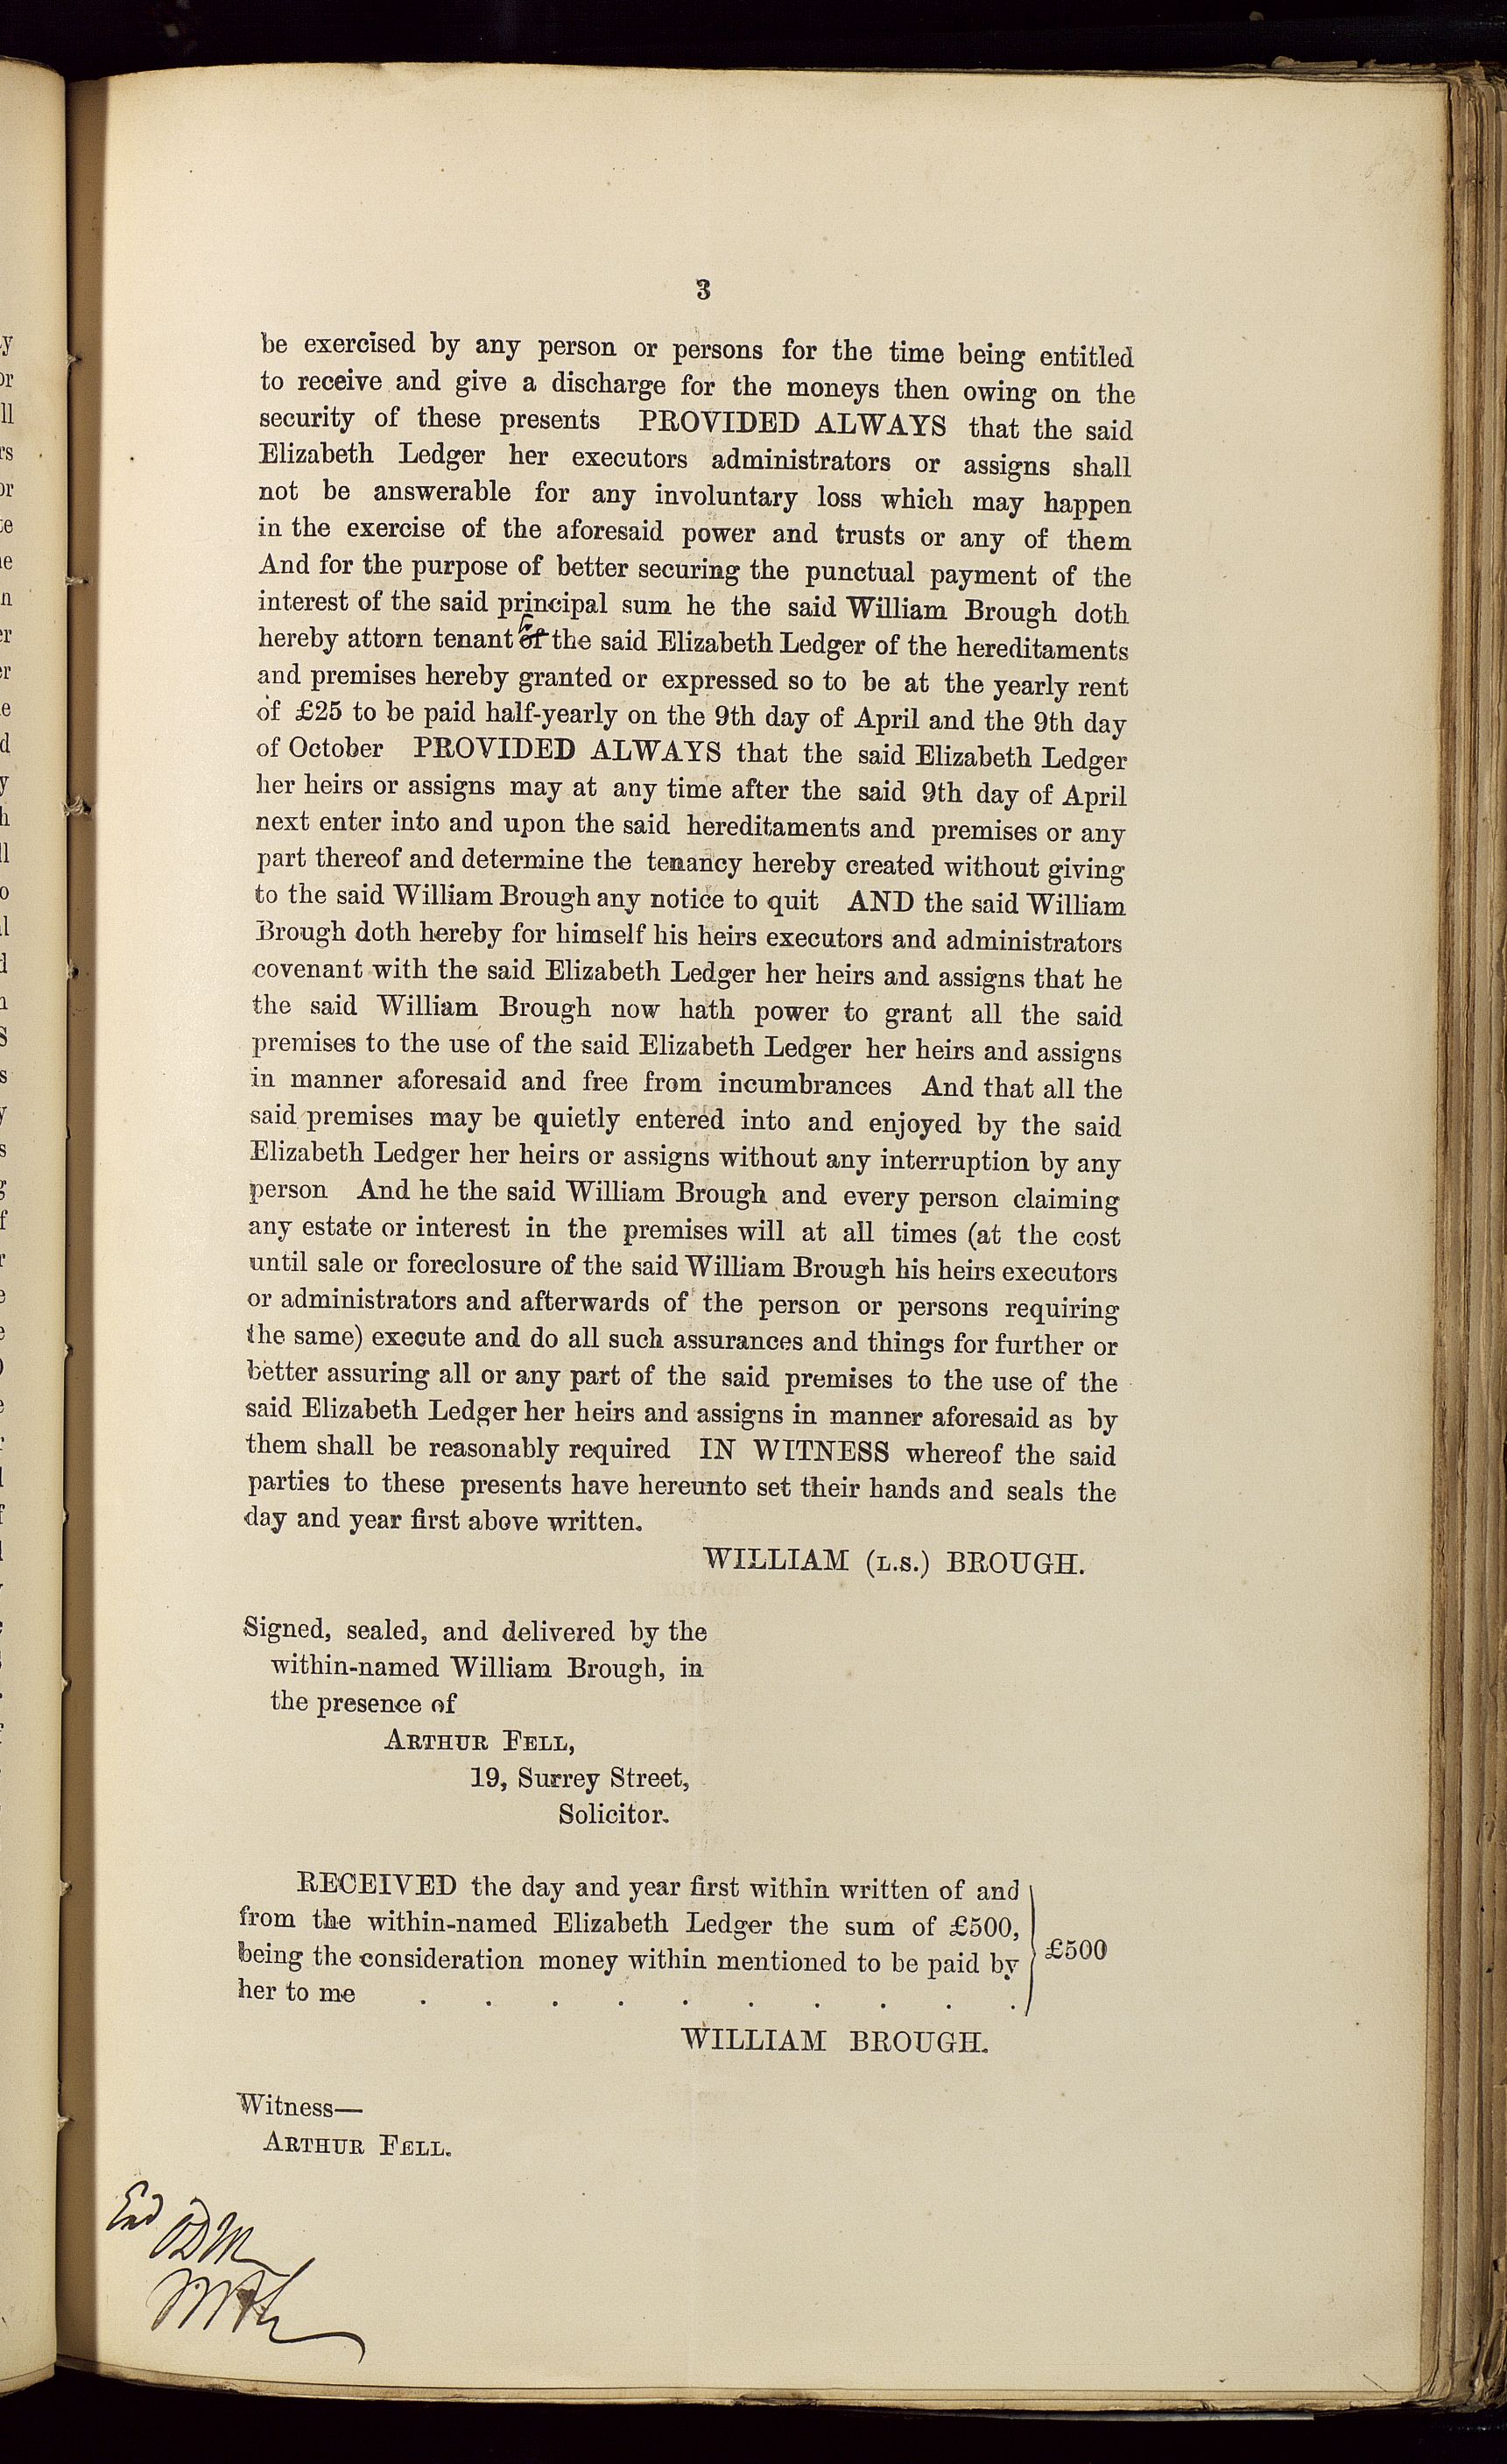 3
be exercised by any person or persons for the time being entitled
to receive and give a discharge for the moneys then owing on the
security of these presents PROVIDED ALWAYS that the said
Elizabeth Ledger her executors administrators or assigns shall
not be answerable for any involuntary loss which may happen
in the exercise of the aforesaid power and trusts or any of them
And for the purpose of better securing the punctual payment of the
interest of the said principal sum he the said William Brough doth
hereby attorn tenant to of the said Elizabeth Ledger of the hereditaments
and premises hereby granted or expressed so to be at the yearly rent
of £25 to be paid half-yearly on the 9th day of April and the 9th day
of October PROVIDED ALWAYS that the said Elizabeth Ledger
her heirs or assigns may at any time after the said 9th day of April
next enter into and upon the said hereditaments and premises or any
part thereof and determine the tenancy hereby created without giving
to the said William Brough any notice to quit AND the said William
Brough doth hereby for himself his heirs executors and administrators
covenant with the said Elizabeth Ledger her heirs and assigns that he
the said William Brough now hath power to grant all the said
premises to the use of the said Elizabeth Ledger her heirs and assigns
in manner aforesaid and free from incumbrances And that all the
said premises may be quietly entered into and enjoyed by the said
Elizabeth Ledger her heirs or assigns without any interruption by any
person And he the said William Brough and every person claiming
any estate or interest in the premises will at all times (at the cost
until sale or foreclosure of the said William Brough his heirs executors
or administrators and afterwards of the person or persons requiring
the same) execute and do all such assurances and things for further or
better assuring all or any part of the said premises to the use of the
said Elizabeth Ledger her heirs and assigns in manner aforesaid as by
them shall be reasonably required IN WITNESS whereof the said
parties to these presents have hereunto set their hands and seals the
day and year first above written.
WILLIAM (L.S.) BROUGH.
Signed, sealed, and delivered by the
within-named William Brough, in
the presence of
ARTHUR FELL,
19, Surrey Street,
Solicitor.
RECEIVED the day and year first within written of and
from the within-named Elizabeth Ledger the sum of £500,
being the consideration money within mentioned to be paid by
her to me . . . . . . . . . .
£500
WILLIAM BROUGH.
Witness—
ARTHUR FELL.